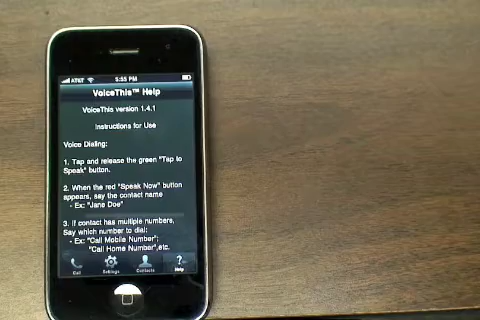 AT&T 5:55 PM
VoiceThis™ Help
VoiceThis version 1.4.1
Instructions for Use
Voice Dialing:
1. Tap and release the green "Tap to
Speak" button.
2. When the red "Speak Now" button
appears, say the contact name
- Ex: "Jane Doe"
3. If contact has multiple numbers,
Say which number to dial:
- Ex: "Call Mobile Number";
"Call Home Number",etc.
Call Settings Contacts Help